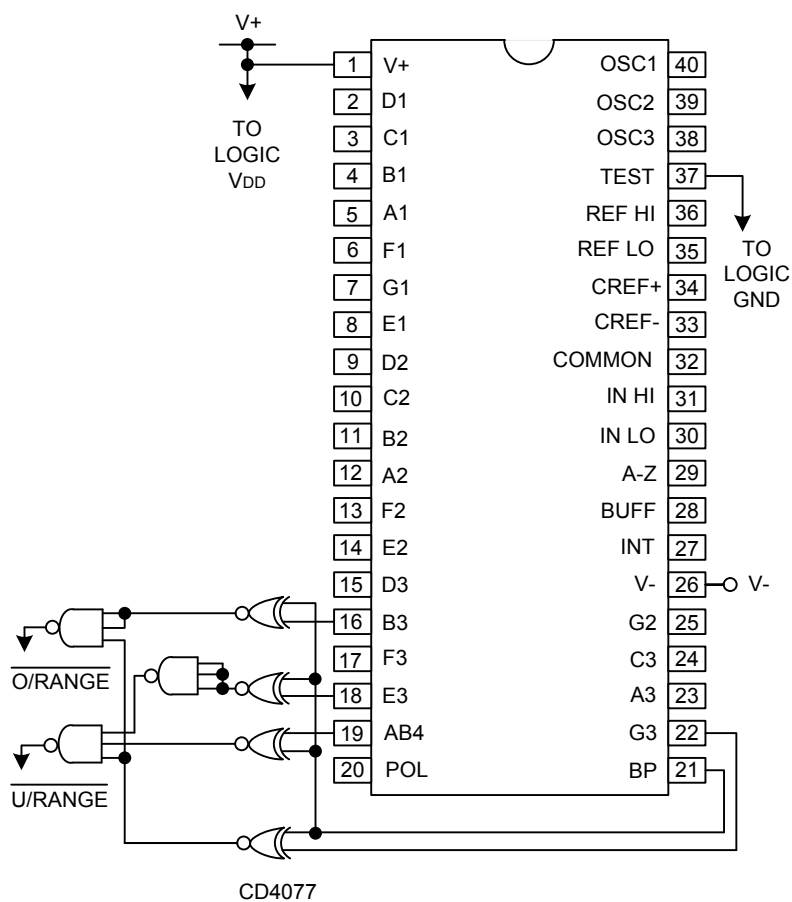 V+
1 V+ OSC1 40
2 D1 OSC2 39
TO
LOGIC
VDD
3 C1 OSC3 38
4 B1 TEST 37
5 A1 REF HI 36
6 F1 REF LO 35
TO
LOGIC
GND
7 G1 CREF+ 34
8 E1 CREF- 33
9 D2 COMMON 32
10 C2 IN HI 31
11 B2 IN LO 30
12 A2 A-Z 29
13 F2 BUFF 28
14 E2 INT 27
15 D3 V- 26 V-
16 B3 G2 25
17 F3 C3 24
O/RANGE
18 E3 A3 23
19 AB4 G3 22
20 POL BP 21
U/RANGE
CD4077